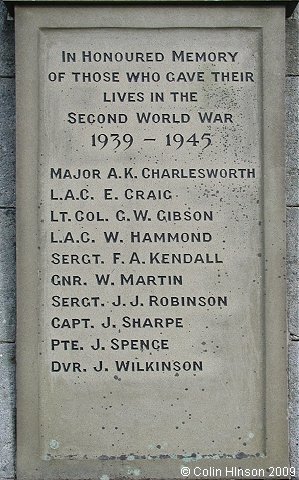 IN HONOURED MEMORY
OF THOSE WHO GAVE THEIR
LIVES IN THE
SECOND WORLD WAR
1939 – 1945
MAJOR A.K. CHARLESWORTH
L.A.C. E. CRAIG
LT. COL. G.W. GIBSON
L.A.C. W. HAMMOND
SERGT. F.A. KENDALL
GNR. W. MARTIN
SERGT. J.J. ROBINSON
CAPT. J. SHARPE
PTE. J. SPENCE
DVR. J. WILKINSON
©Colin Hinson 2009